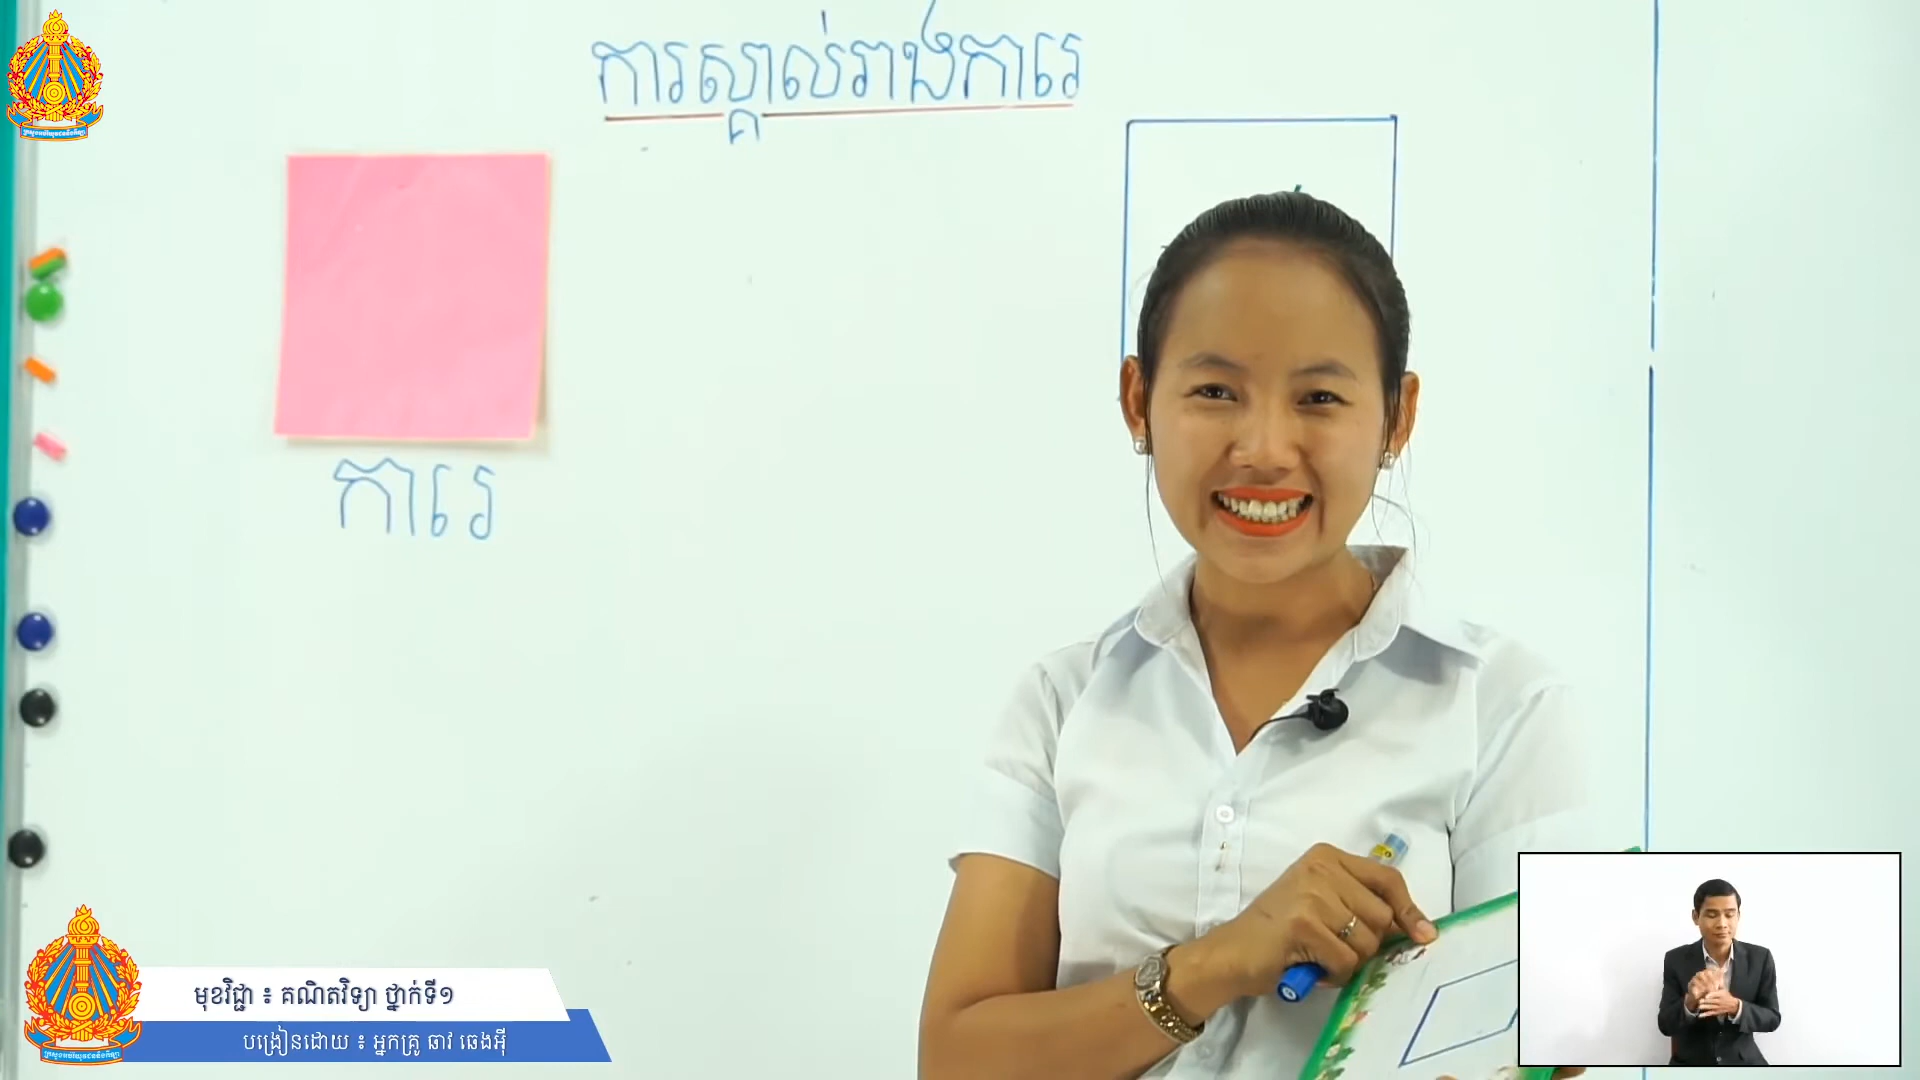 ការស្គាល់រាងការេ
ការេ
មុខវិជ្ជា ៖ គណិតវិទ្យា ថ្នាក់ទី១
បង្រៀនដោយ ៖ អ្នកគ្រូ ឆាវ ឆេងអ៊ី